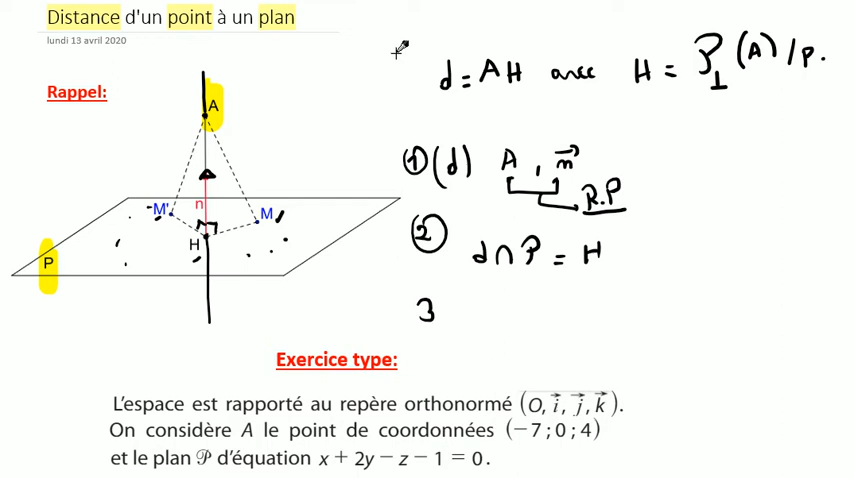 Distance d'un point à un plan
lundi 13 avril 2020
Rappel:
A
n
M'
M
H
P
d = AH avec H = P⊥(A)/P.
① (d) A, n⃗
R.P
② d ∩ P = H
3
Exercice type:
L'espace est rapporté au repère orthonormé (O, i⃗, j⃗, k⃗).
On considère A le point de coordonnées (−7 ; 0 ; 4)
et le plan 𝒫 d'équation x + 2y − z − 1 = 0.